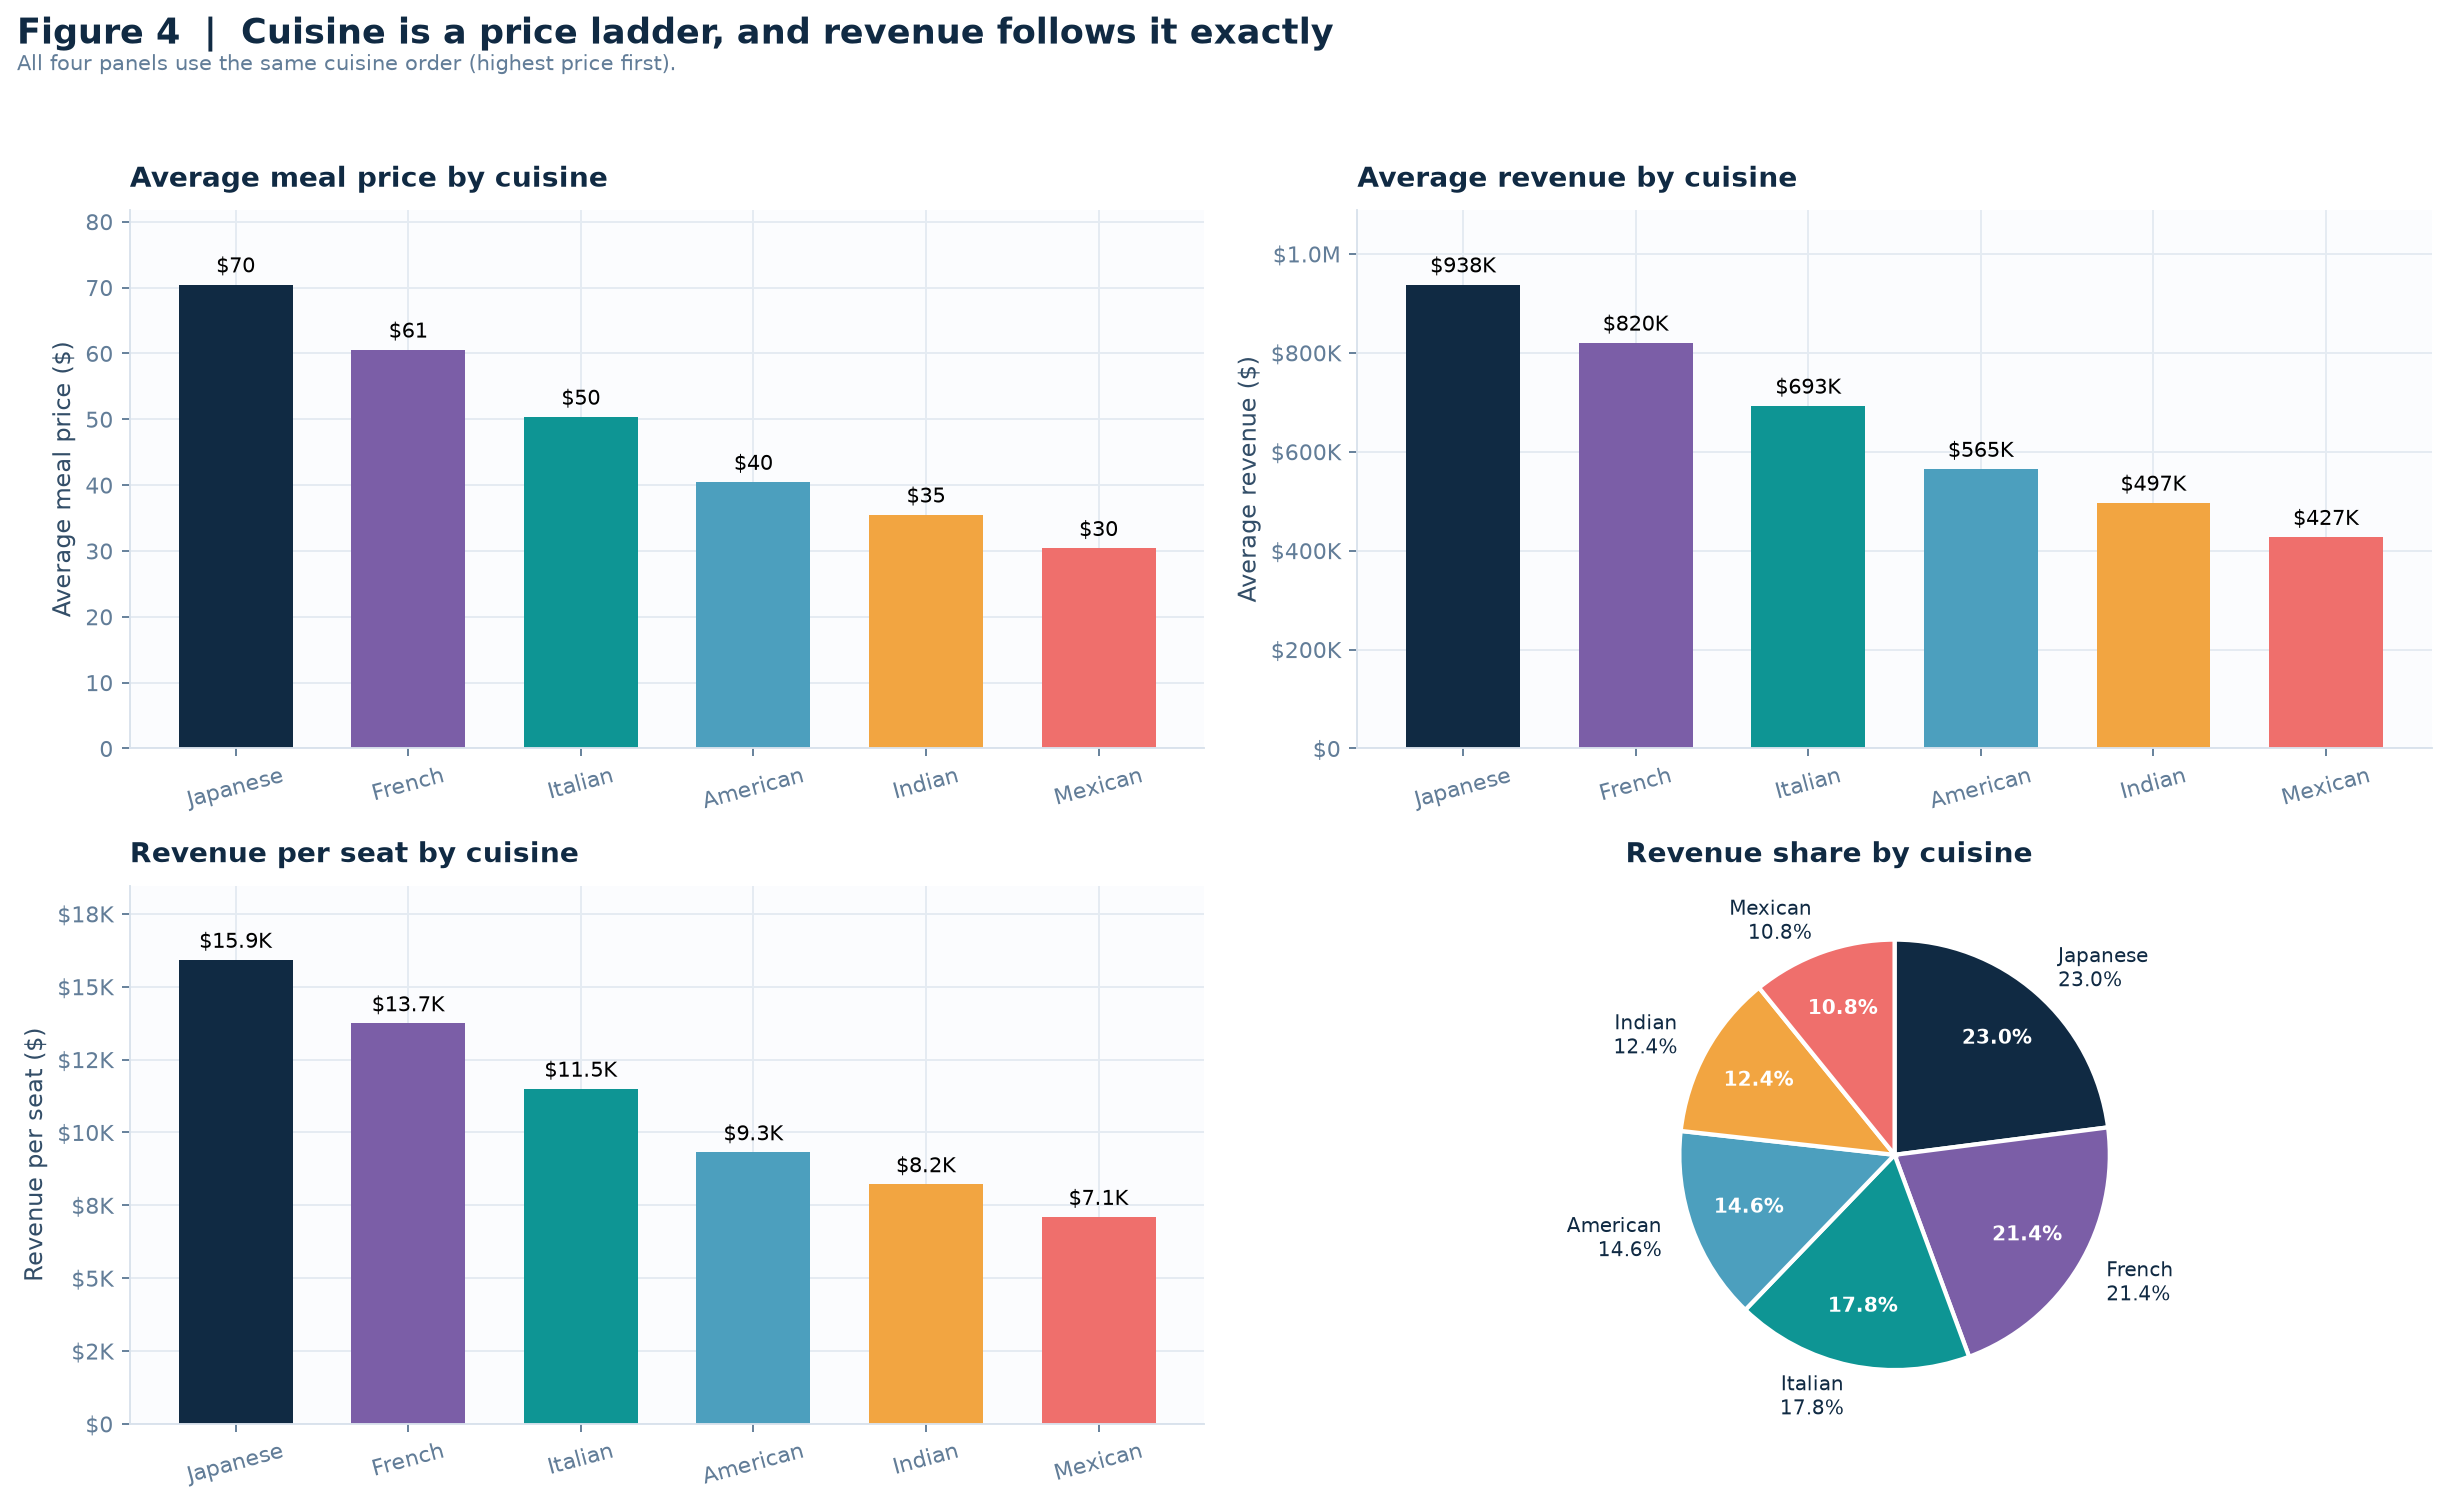 Figure 4 | Cuisine is a price ladder, and revenue follows it exactly
All four panels use the same cuisine order (highest price first).
Average meal price by cuisine
Average meal price ($)
80
70
60
50
40
30
20
10
0
$70
$61
$50
$40
$35
$30
Japanese
French
Italian
American
Indian
Mexican
Average revenue by cuisine
Average revenue ($)
$1.0M
$800K
$600K
$400K
$200K
$0
$938K
$820K
$693K
$565K
$497K
$427K
Japanese
French
Italian
American
Indian
Mexican
Revenue per seat by cuisine
Revenue per seat ($)
$18K
$15K
$12K
$10K
$8K
$5K
$2K
$0
$15.9K
$13.7K
$11.5K
$9.3K
$8.2K
$7.1K
Japanese
French
Italian
American
Indian
Mexican
Revenue share by cuisine
Japanese
23.0%
23.0%
French
21.4%
21.4%
Italian
17.8%
17.8%
American
14.6%
14.6%
Indian
12.4%
12.4%
Mexican
10.8%
10.8%